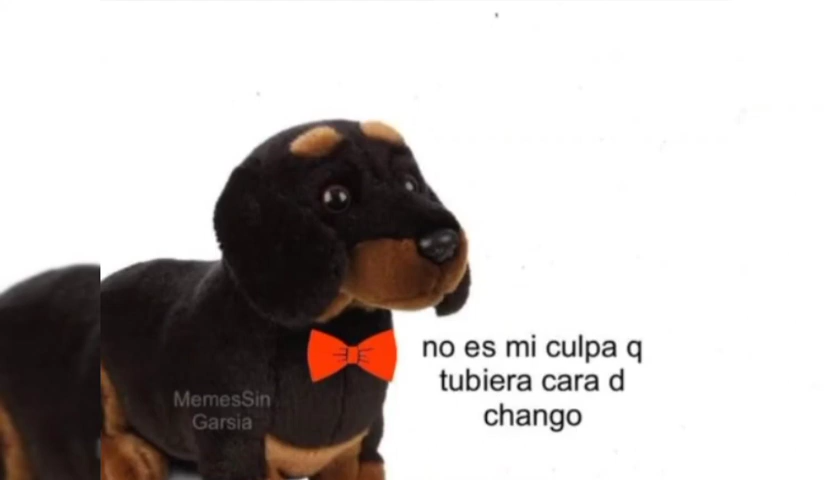 no es mi culpa q
tubiera cara d
chango
MemesSin
Garsia